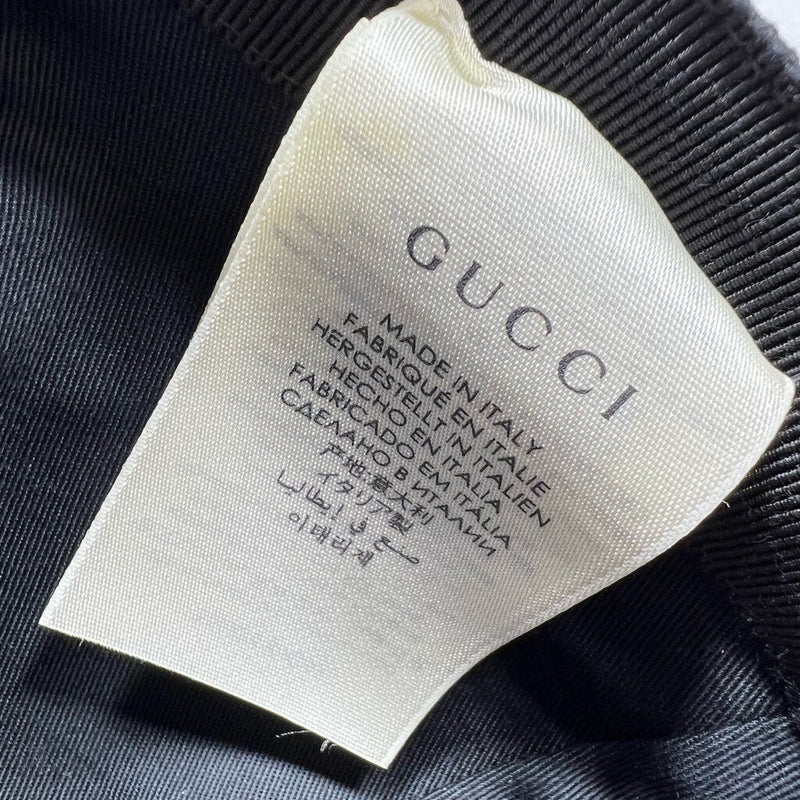 GUCCI
MADE IN ITALY
FABRIQUÉ EN ITALIE
HERGESTELLT IN ITALIEN
HECHO EN ITALIA
FABRICADO EM ITÁLIA
СДЕЛАНО В ИТАЛИИ
产地:意大利
イタリア製
صنع في إيطاليا
이태리제